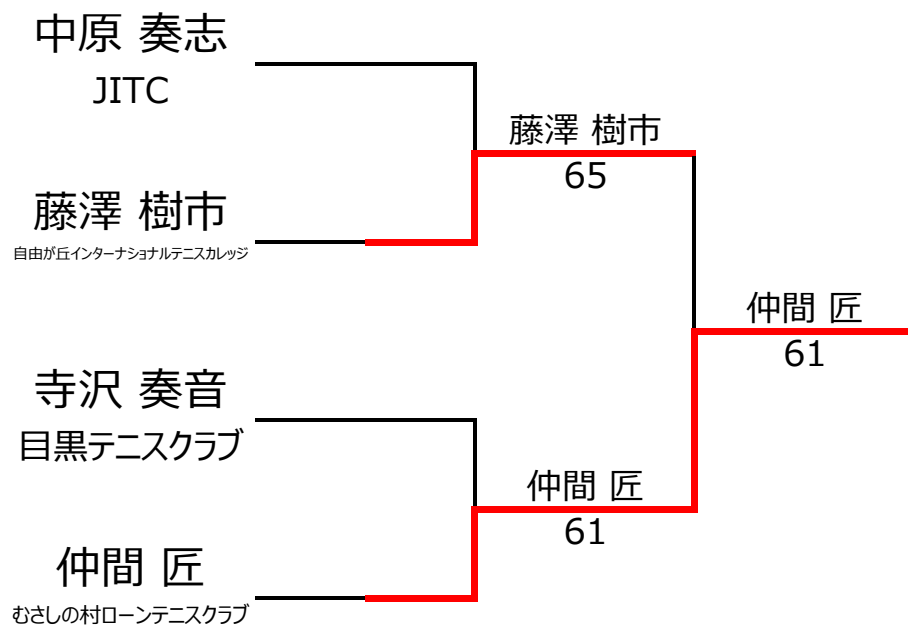 中原 奏志
JITC
藤澤 樹市
65
藤澤 樹市
自由が丘インターナショナルテニスカレッジ
仲間 匠
61
寺沢 奏音
目黒テニスクラブ
仲間 匠
61
仲間 匠
むさしの村ローンテニスクラブ